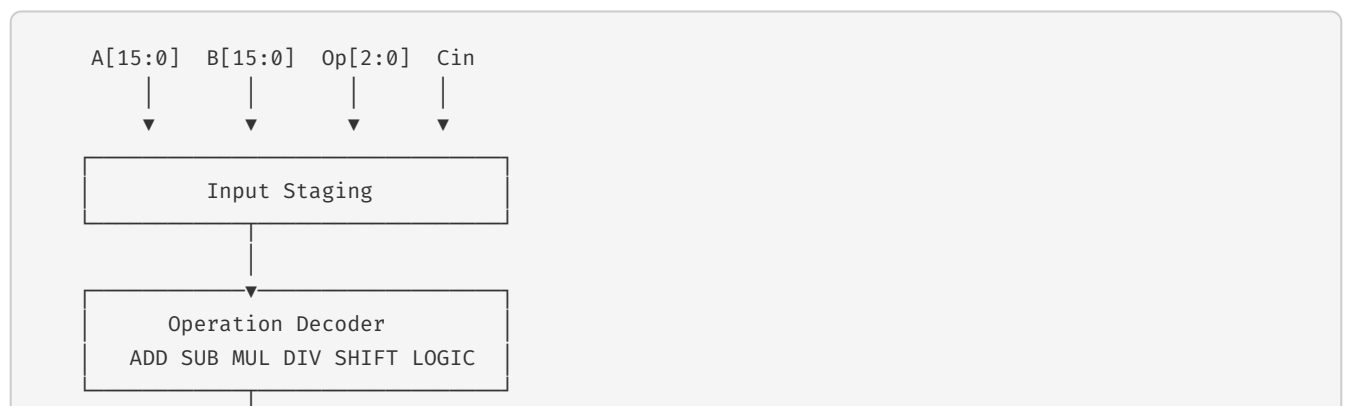 A[15:0] B[15:0] Op[2:0] Cin
Input Staging
Operation Decoder
ADD SUB MUL DIV SHIFT LOGIC